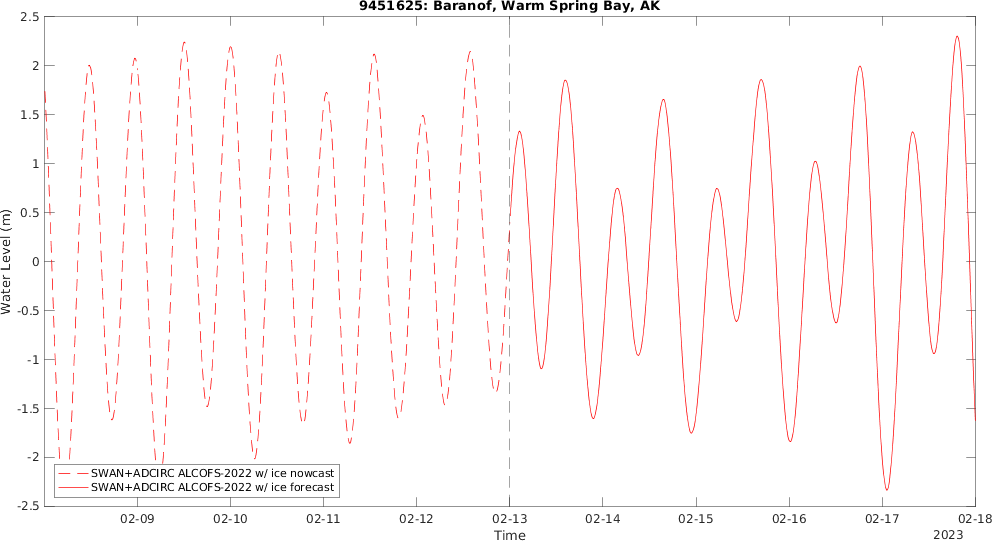 9451625: Baranof, Warm Spring Bay, AK
2.5
2
1.5
1
0.5
0
-0.5
-1
-1.5
-2
-2.5
Water Level (m)
SWAN+ADCIRC ALCOFS-2022 w/ ice nowcast
SWAN+ADCIRC ALCOFS-2022 w/ ice forecast
02-09 02-10 02-11 02-12 02-13 02-14 02-15 02-16 02-17 02-18
Time
2023